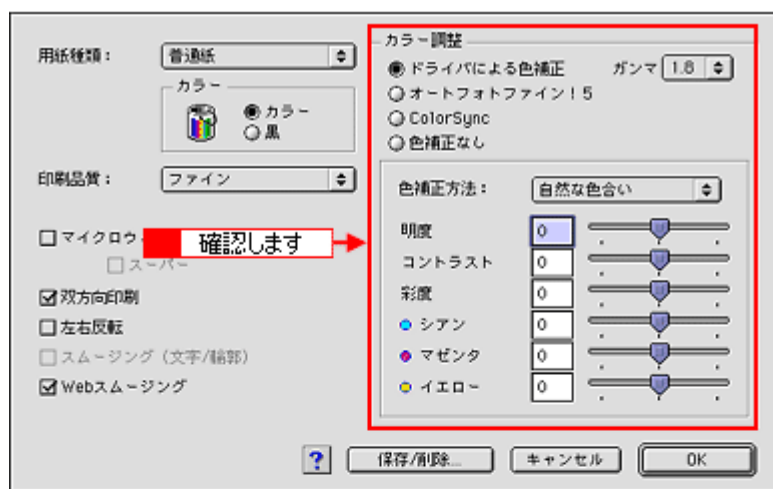 用紙種類：
普通紙
カラー
カラー
黒
印刷品質：
ファイン
マイクロウ
確認します
スーパー
双方向印刷
左右反転
スムージング（文字/輪郭）
Webスムージング
カラー調整
ドライバによる色補正
ガンマ 1.8
オートフォトファイン！5
ColorSync
色補正なし
色補正方法：
自然な色合い
明度 0
コントラスト 0
彩度 0
シアン 0
マゼンタ 0
イエロー 0
?
保存/削除...
キャンセル
OK